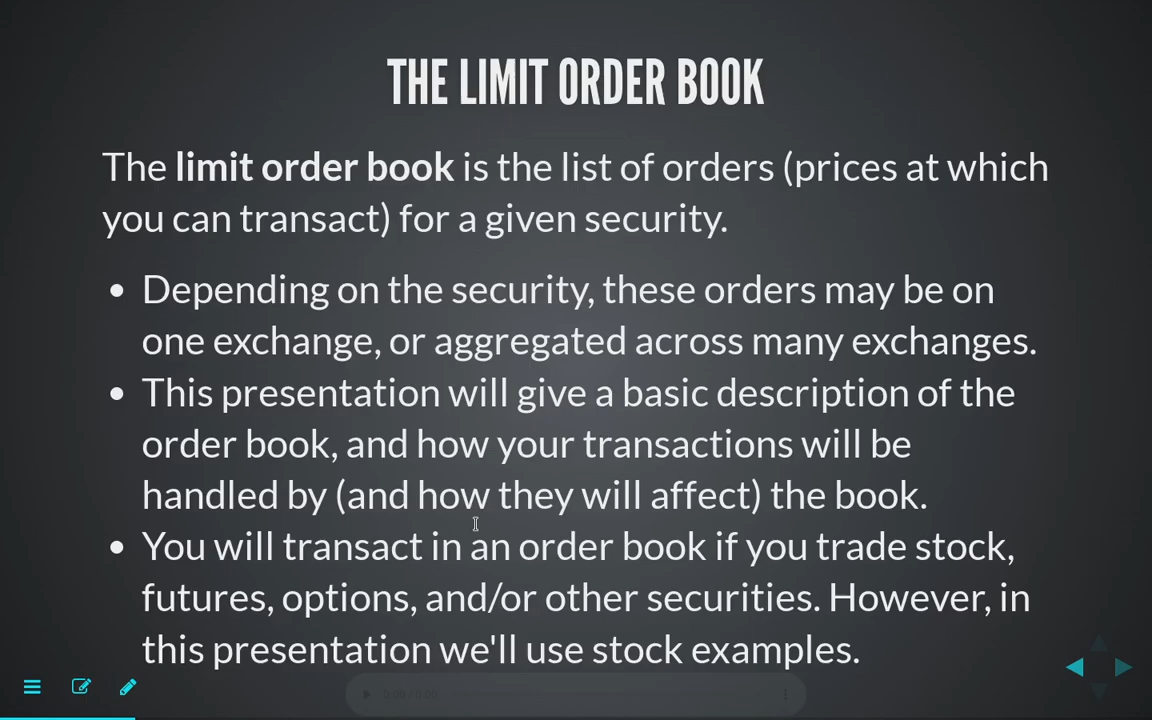 THE LIMIT ORDER BOOK
The limit order book is the list of orders (prices at which
you can transact) for a given security.
• Depending on the security, these orders may be on
one exchange, or aggregated across many exchanges.
• This presentation will give a basic description of the
order book, and how your transactions will be
handled by (and how they will affect) the book.
• You will transact in an order book if you trade stock,
futures, options, and/or other securities. However, in
this presentation we'll use stock examples.
0:00 / 0:00